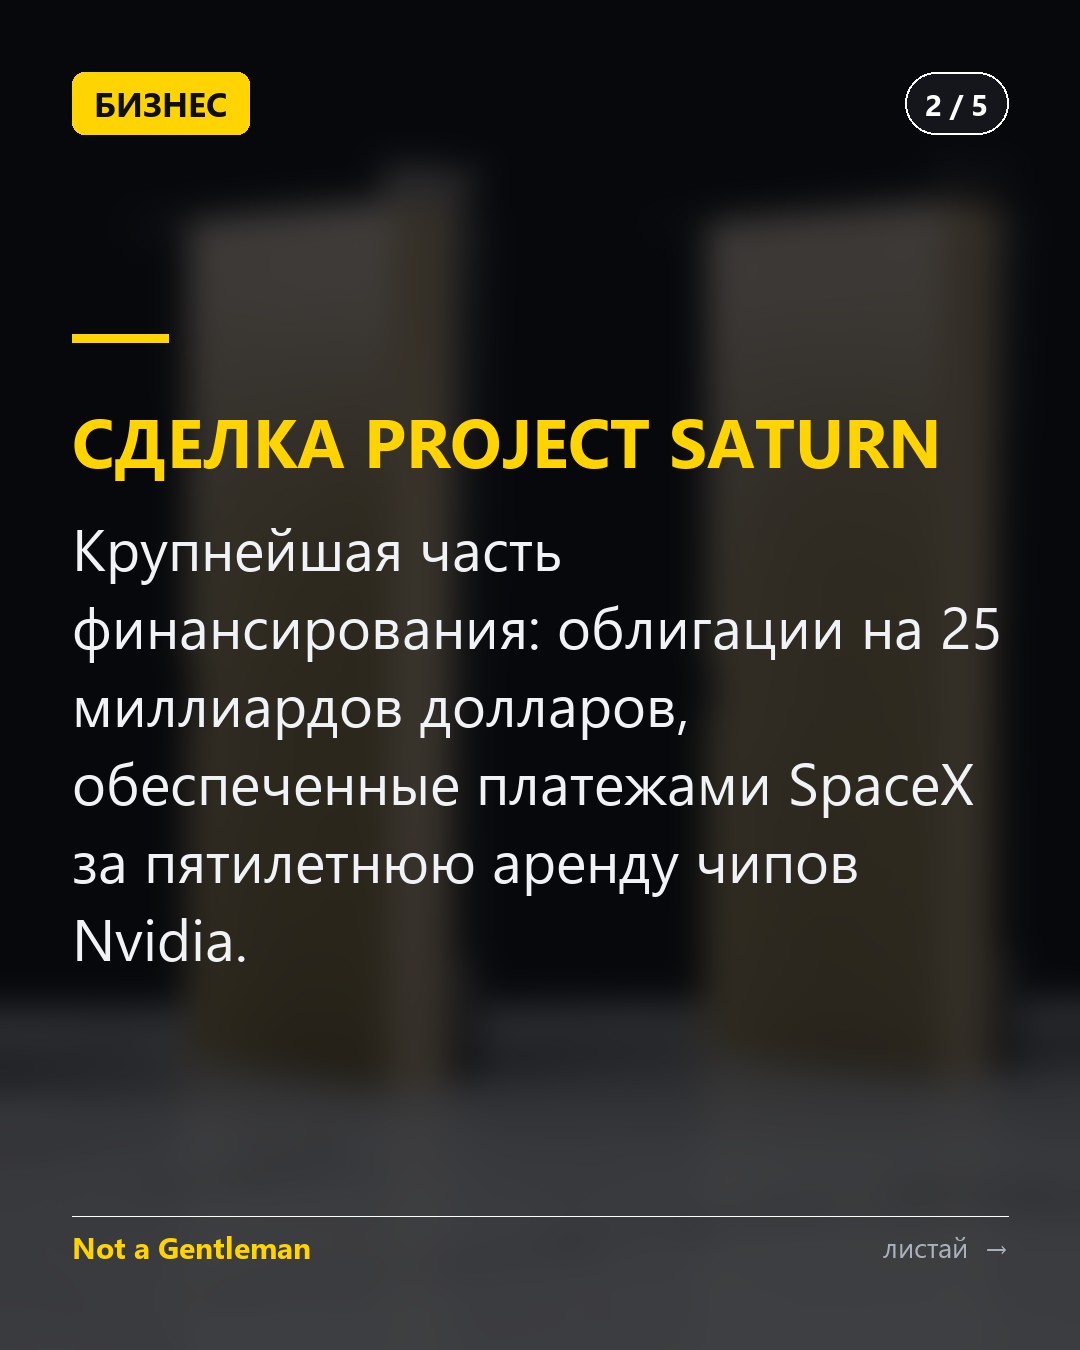 БИЗНЕС
2 / 5
СДЕЛКА PROJECT SATURN
Крупнейшая часть
финансирования: облигации на 25
миллиардов долларов,
обеспеченные платежами SpaceX
за пятилетнюю аренду чипов
Nvidia.
Not a Gentleman
листай →